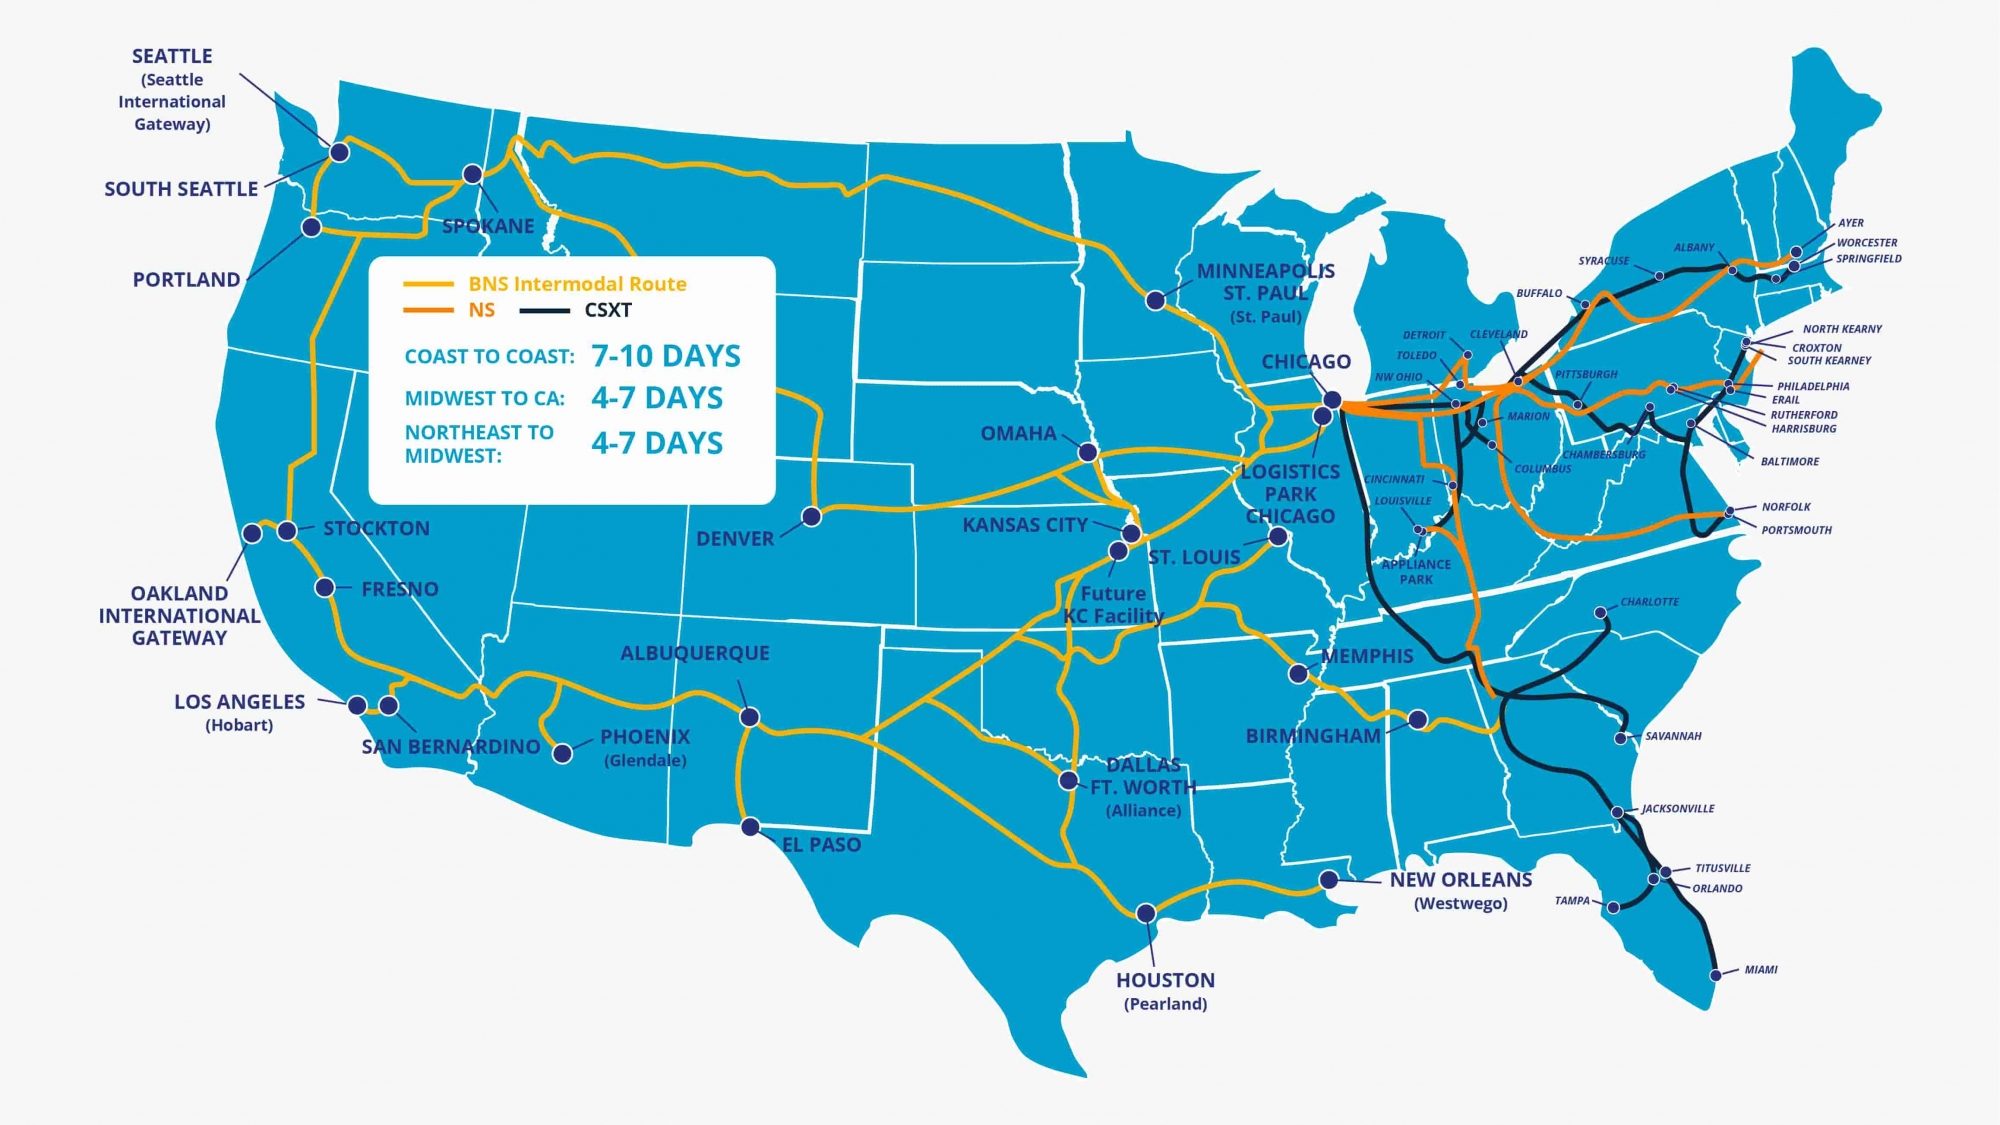 SEATTLE
(Seattle
International
Gateway)
SOUTH SEATTLE
PORTLAND
SPOKANE
BNS Intermodal Route
NS
CSXT
COAST TO COAST: 7-10 DAYS
MIDWEST TO CA: 4-7 DAYS
NORTHEAST TO
MIDWEST:
4-7 DAYS
STOCKTON
OAKLAND
INTERNATIONAL
GATEWAY
FRESNO
LOS ANGELES
(Hobart)
SAN BERNARDINO
PHOENIX
(Glendale)
ALBUQUERQUE
EL PASO
DENVER
OMAHA
KANSAS CITY
Future
KC Facility
ST. LOUIS
MINNEAPOLIS
ST. PAUL
(St. Paul)
CHICAGO
LOGISTICS
PARK
CHICAGO
MEMPHIS
BIRMINGHAM
DALLAS
FT. WORTH
(Alliance)
HOUSTON
(Pearland)
NEW ORLEANS
(Westwego)
DETROIT
CLEVELAND
TOLEDO
NW OHIO
MARION
COLUMBUS
CINCINNATI
LOUISVILLE
APPLIANCE
PARK
PITTSBURGH
CHAMBERSBURG
BUFFALO
SYRACUSE
ALBANY
AYER
WORCESTER
SPRINGFIELD
NORTH KEARNY
CROXTON
SOUTH KEARNEY
PHILADELPHIA
ERAIL
RUTHERFORD
HARRISBURG
BALTIMORE
NORFOLK
PORTSMOUTH
CHARLOTTE
SAVANNAH
JACKSONVILLE
TITUSVILLE
ORLANDO
TAMPA
MIAMI